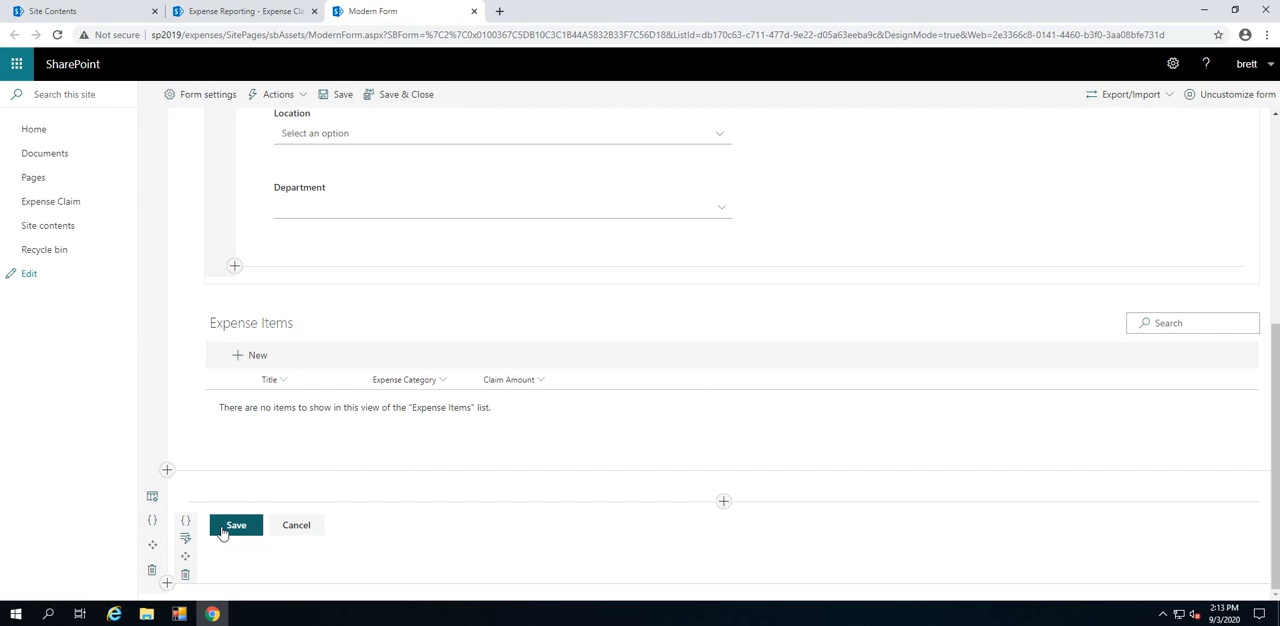 Site Contents
Expense Reporting - Expense Cla
Modern Form
Not secure
sp2019/expenses/SitePages/sbAssets/ModernForm.aspx?SBForm=%7C2%7C0x0100367C5DB10C3C1B44A5832B33F7C56D18&ListId=db170c63-c711-477d-9e22-d05a63eeba9c&DesignMode=true&Web=2e3366c8-0141-4460-b3f0-3aa08bfe731d
SharePoint
brett
Search this site
Form settings
Actions
Save
Save & Close
Export/Import
Uncustomize form
Home
Documents
Pages
Expense Claim
Site contents
Recycle bin
Edit
Location
Select an option
Department
Expense Items
Search
New
Title
Expense Category
Claim Amount
There are no items to show in this view of the "Expense Items" list.
Save
Cancel
2:13 PM
9/3/2020